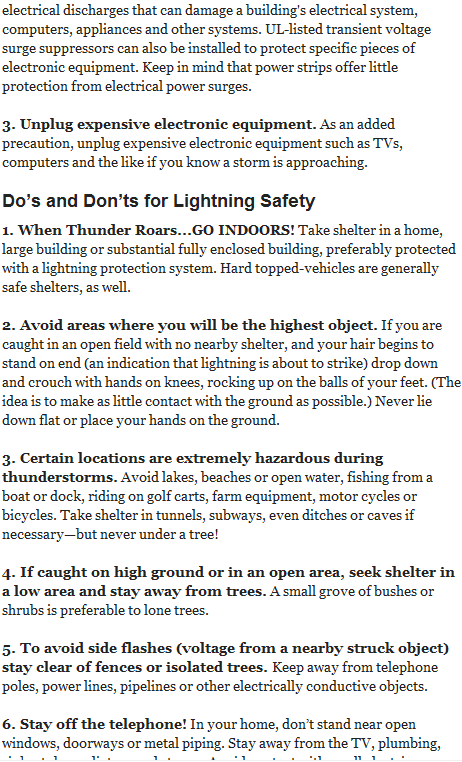 electrical discharges that can damage a building's electrical system,
computers, appliances and other systems. UL-listed transient voltage
surge suppressors can also be installed to protect specific pieces of
electronic equipment. Keep in mind that power strips offer little
protection from electrical power surges.
3. Unplug expensive electronic equipment. As an added
precaution, unplug expensive electronic equipment such as TVs,
computers and the like if you know a storm is approaching.
Do’s and Don’ts for Lightning Safety
1. When Thunder Roars…GO INDOORS! Take shelter in a home,
large building or substantial fully enclosed building, preferably protected
with a lightning protection system. Hard topped-vehicles are generally
safe shelters, as well.
2. Avoid areas where you will be the highest object. If you are
caught in an open field with no nearby shelter, and your hair begins to
stand on end (an indication that lightning is about to strike) drop down
and crouch with hands on knees, rocking up on the balls of your feet. (The
idea is to make as little contact with the ground as possible.) Never lie
down flat or place your hands on the ground.
3. Certain locations are extremely hazardous during
thunderstorms. Avoid lakes, beaches or open water, fishing from a
boat or dock, riding on golf carts, farm equipment, motor cycles or
bicycles. Take shelter in tunnels, subways, even ditches or caves if
necessary—but never under a tree!
4. If caught on high ground or in an open area, seek shelter in
a low area and stay away from trees. A small grove of bushes or
shrubs is preferable to lone trees.
5. To avoid side flashes (voltage from a nearby struck object)
stay clear of fences or isolated trees. Keep away from telephone
poles, power lines, pipelines or other electrically conductive objects.
6. Stay off the telephone! In your home, don’t stand near open
windows, doorways or metal piping. Stay away from the TV, plumbing,